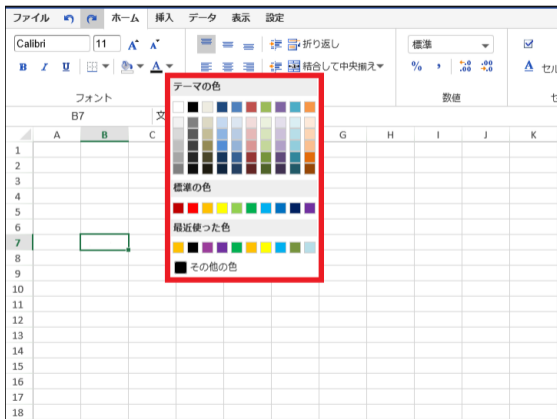 ファイル ホーム 挿入 データ 表示 設定
Calibri 11 A A 折り返し 標準
B I U A 結合して中央揃え % , .00 .00 A セル
フォント 数値 セ
B7 文
テーマの色
標準の色
最近使った色
その他の色
A B C G H I J K
1
2
3
4
5
6
7
8
9
10
11
12
13
14
15
16
17
18